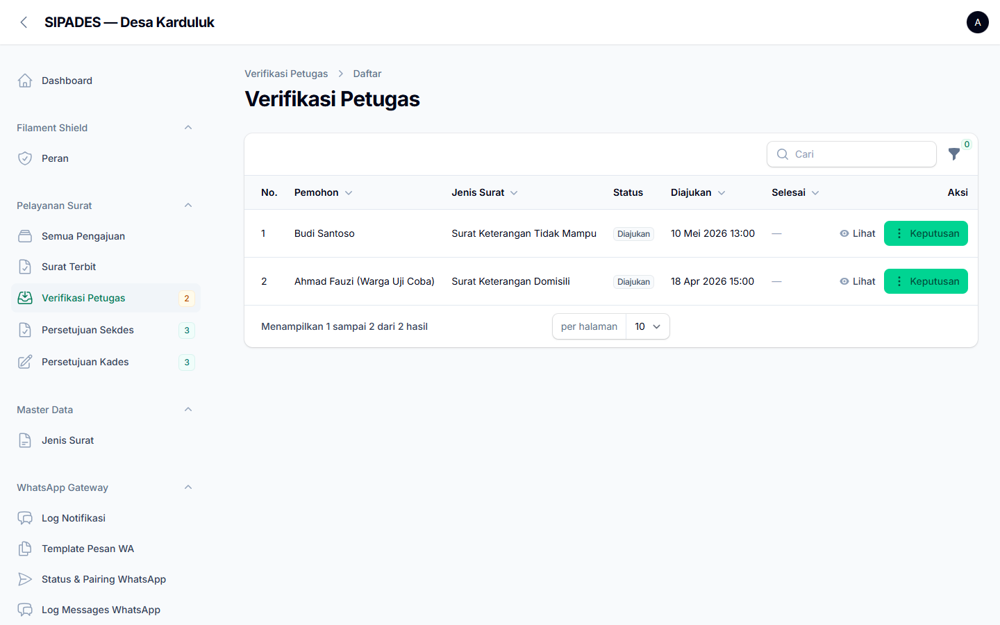 SIPADES — Desa Karduluk
A
Dashboard
Filament Shield
Peran
Pelayanan Surat
Semua Pengajuan
Surat Terbit
Verifikasi Petugas 2
Persetujuan Sekdes 3
Persetujuan Kades 3
Master Data
Jenis Surat
WhatsApp Gateway
Log Notifikasi
Template Pesan WA
Status & Pairing WhatsApp
Log Messages WhatsApp
Verifikasi Petugas Daftar
Verifikasi Petugas
Cari 0
No. Pemohon Jenis Surat Status Diajukan Selesai Aksi
1 Budi Santoso Surat Keterangan Tidak Mampu Diajukan 10 Mei 2026 13:00 — Lihat Keputusan
2 Ahmad Fauzi (Warga Uji Coba) Surat Keterangan Domisili Diajukan 18 Apr 2026 15:00 — Lihat Keputusan
Menampilkan 1 sampai 2 dari 2 hasil per halaman 10